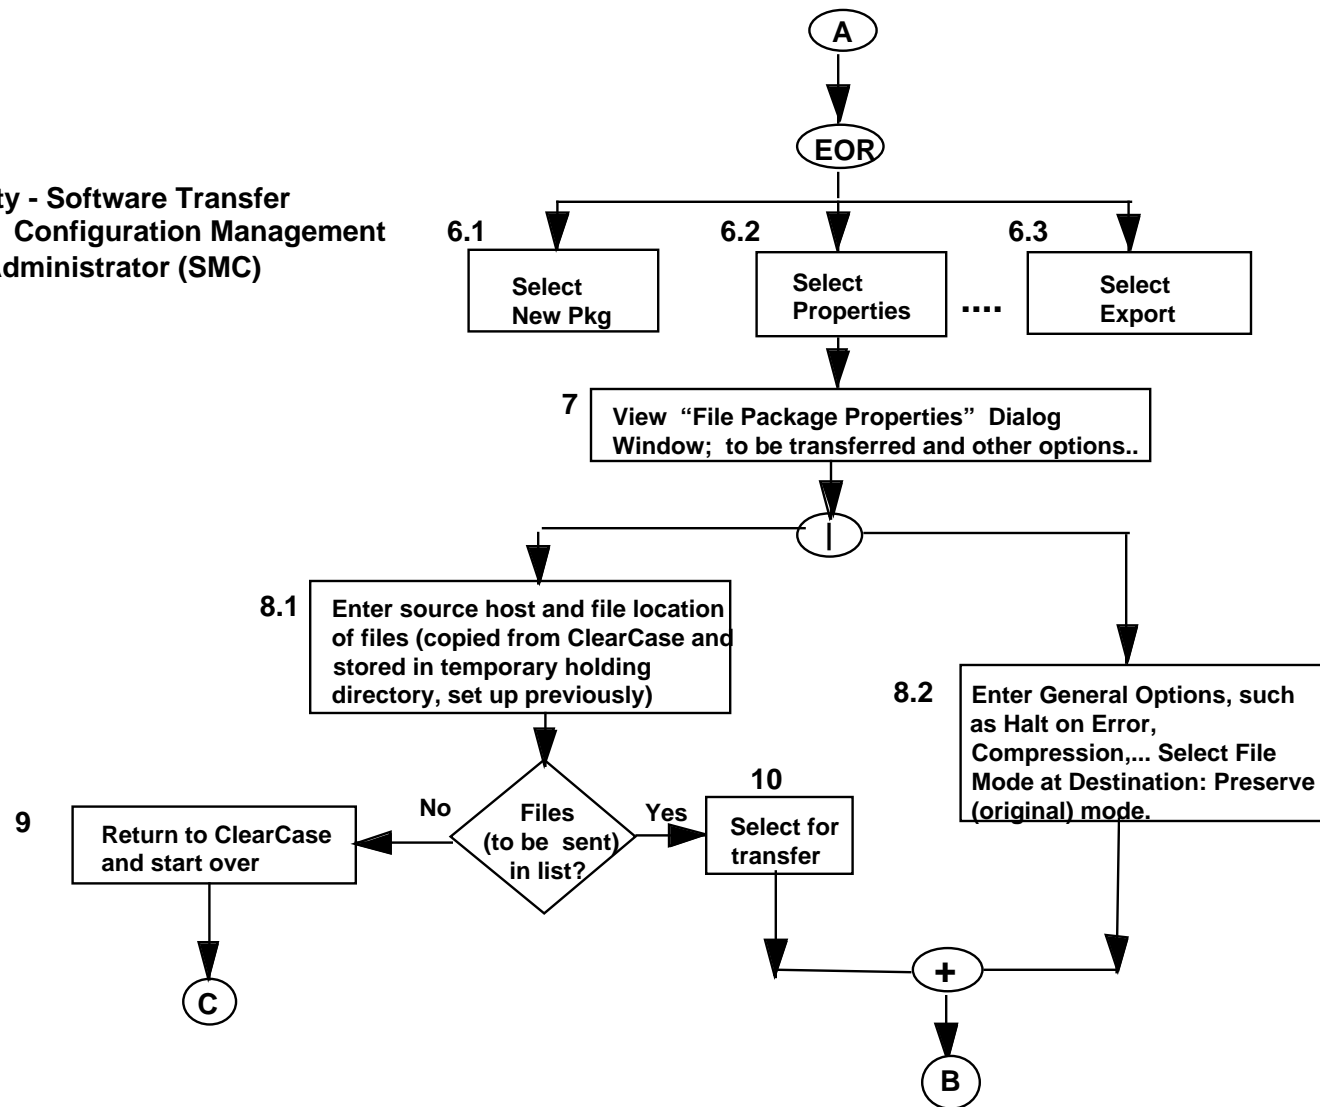 A
EOR
ty - Software Transfer
Configuration Management
Administrator (SMC)
6.1
6.2
6.3
Select
New Pkg
Select
Properties
....
Select
Export
7
View “File Package Properties” Dialog
Window; to be transferred and other options..
|
8.1
Enter source host and file location
of files (copied from ClearCase and
stored in temporary holding
directory, set up previously)
8.2
Enter General Options, such
as Halt on Error,
Compression,... Select File
Mode at Destination: Preserve
(original) mode.
9
Return to ClearCase
and start over
No
Files
(to be sent)
in list?
Yes
10
Select for
transfer
+
C
B